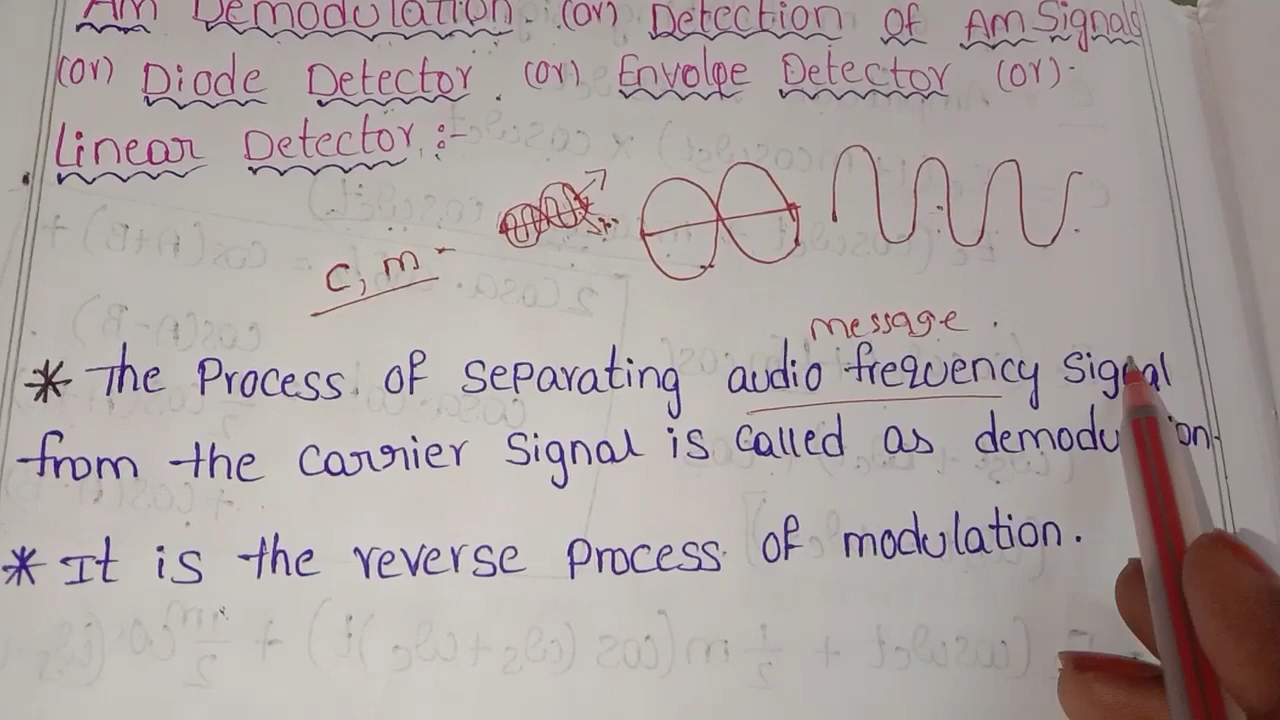 Am Demodulation. (or) Detection of Am Signals
(or) Diode Detector. (or) Envolpe Detector (or).
Linear Detector :-
c, m -
message.
* The Process. of separating audio frequency signal
from the carrier signal is called as
* It is the reverse process of modulation.